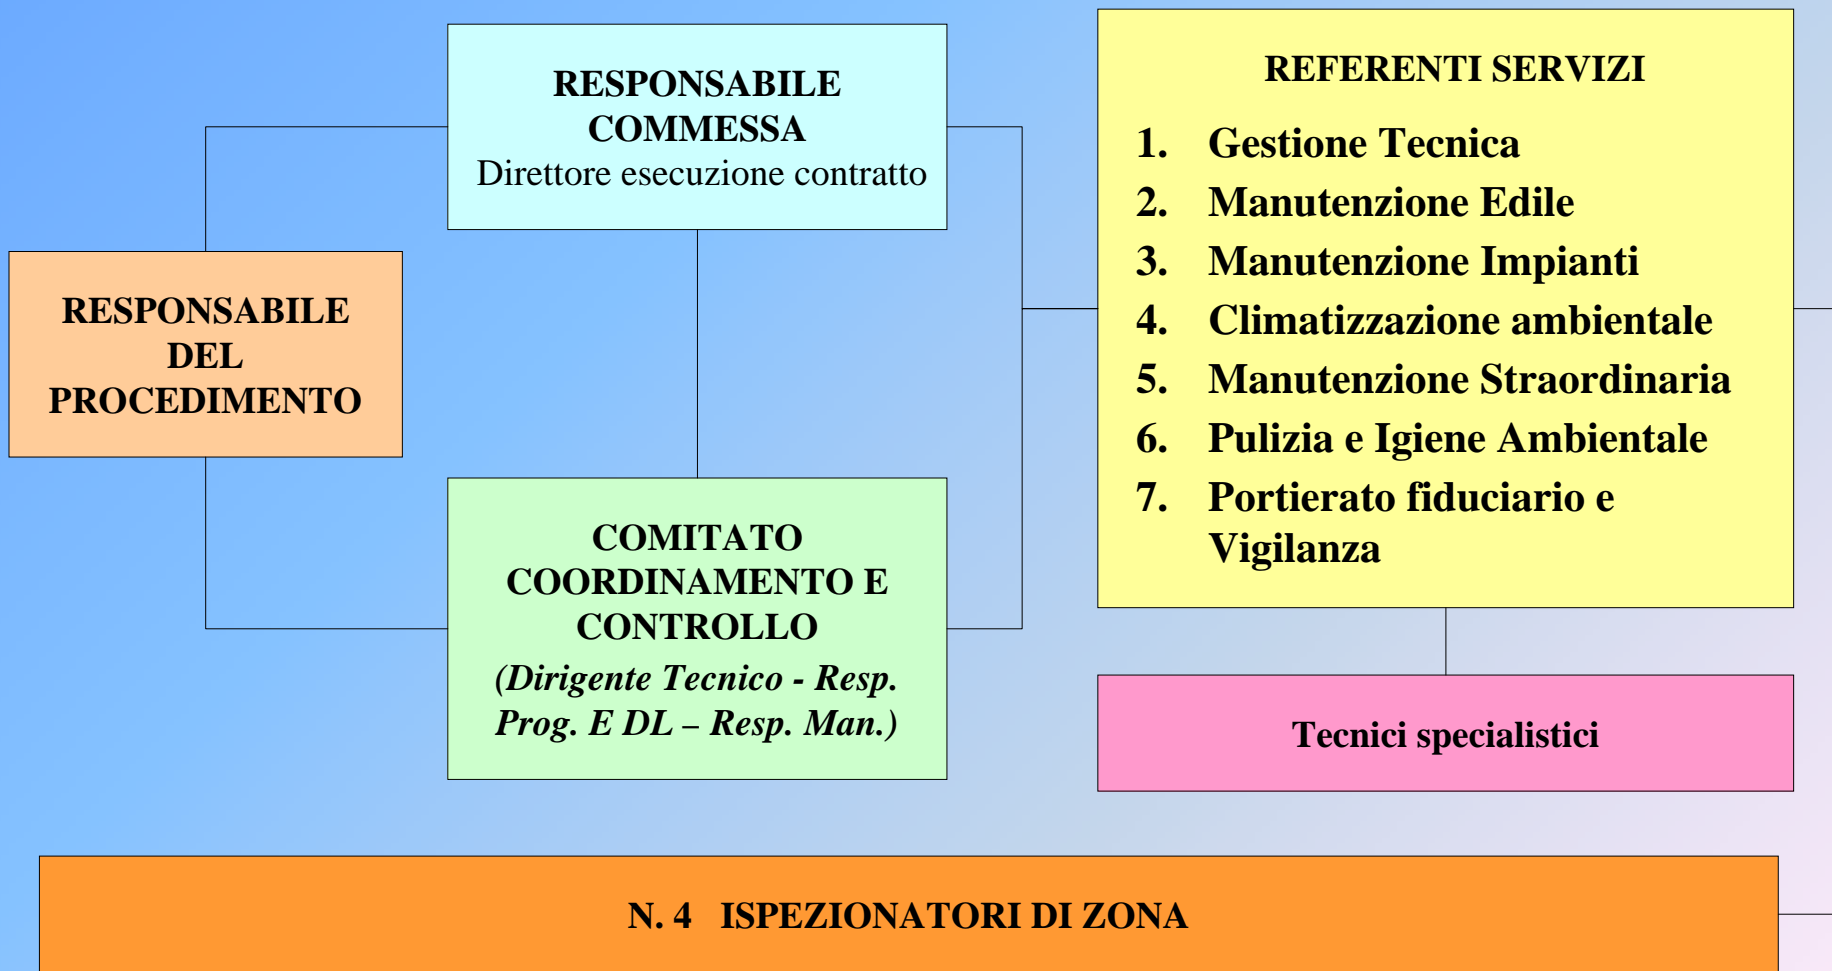 RESPONSABILE
COMMESSA
Direttore esecuzione contratto
RESPONSABILE
DEL
PROCEDIMENTO
COMITATO
COORDINAMENTO E
CONTROLLO
(Dirigente Tecnico - Resp.
Prog. E DL – Resp. Man.)
REFERENTI SERVIZI
1. Gestione Tecnica
2. Manutenzione Edile
3. Manutenzione Impianti
4. Climatizzazione ambientale
5. Manutenzione Straordinaria
6. Pulizia e Igiene Ambientale
7. Portierato fiduciario e
Vigilanza
Tecnici specialistici
N. 4 ISPEZIONATORI DI ZONA